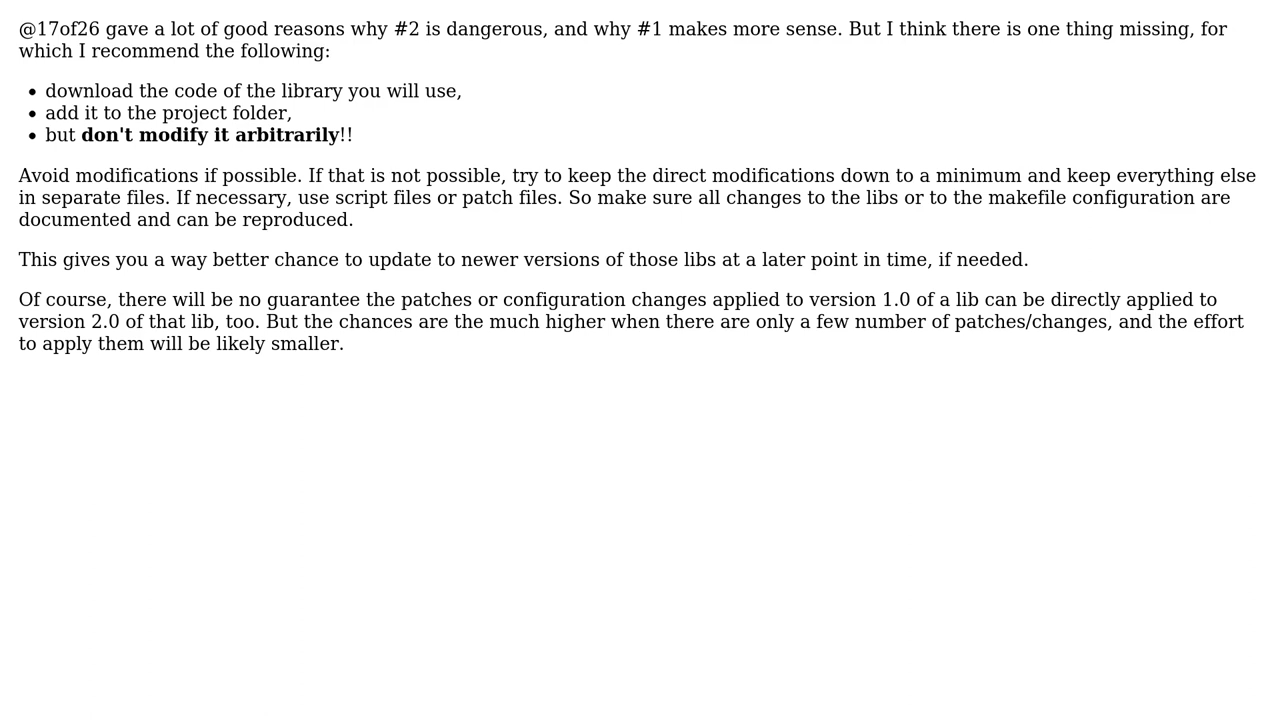 @17of26 gave a lot of good reasons why #2 is dangerous, and why #1 makes more sense. But I think there is one thing missing, for
which I recommend the following:
• download the code of the library you will use,
• add it to the project folder,
• but don't modify it arbitrarily!!
Avoid modifications if possible. If that is not possible, try to keep the direct modifications down to a minimum and keep everything else
in separate files. If necessary, use script files or patch files. So make sure all changes to the libs or to the makefile configuration are
documented and can be reproduced.
This gives you a way better chance to update to newer versions of those libs at a later point in time, if needed.
Of course, there will be no guarantee the patches or configuration changes applied to version 1.0 of a lib can be directly applied to
version 2.0 of that lib, too. But the chances are the much higher when there are only a few number of patches/changes, and the effort
to apply them will be likely smaller.